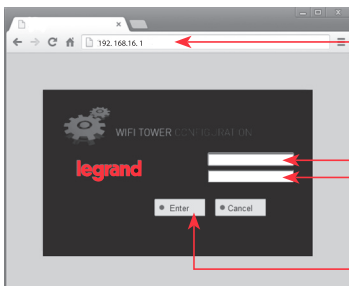 192.168.16.1
WIFI TOWER CONFIGURATION
legrand
Enter
Cancel